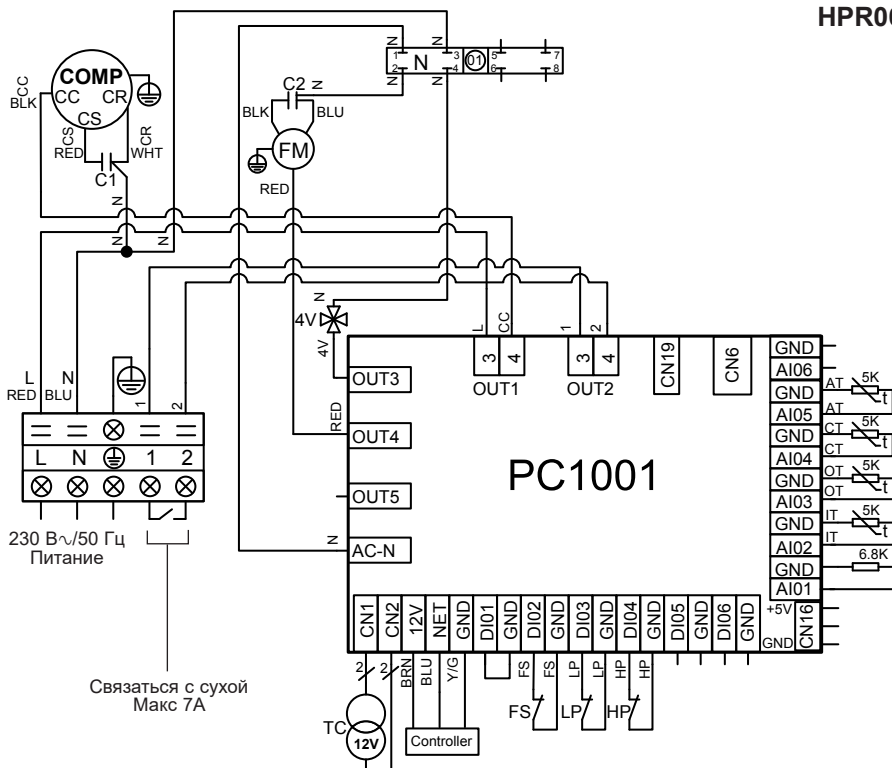 HPR06
N N
1 3 5 7
N 01
2 4 6 8
N N
COMP
CC CR
CS
CC
BLK
CS
RED
CR
WHT
C1
N
C2 N
BLK BLU
FM
RED
N N N
N
4V
4V
L CC 1 2
3 4 3 4
OUT1 OUT2
CN19 CN6
L N
RED BLU
1 2
L N 1 2
230 В∿/50 Гц
Питание
Связаться с сухой
Макс 7А
OUT3
RED
OUT4
OUT5
N
AC-N
PC1001
GND
AI06
GND AT 5K t
AI05 AT
GND CT 5K t
AI04 CT
GND OT 5K t
AI03 OT
GND IT 5K t
AI02 IT
GND 6.8K
AI01
+5V
CN16
GND
CN1 CN2 12V NET GND DI01 GND DI02 GND DI03 GND DI04 GND DI05 GND DI06 GND
2 2 BRN BLU Y/G FS FS LP LP HP HP
FS LP HP
TC
12V
Controller